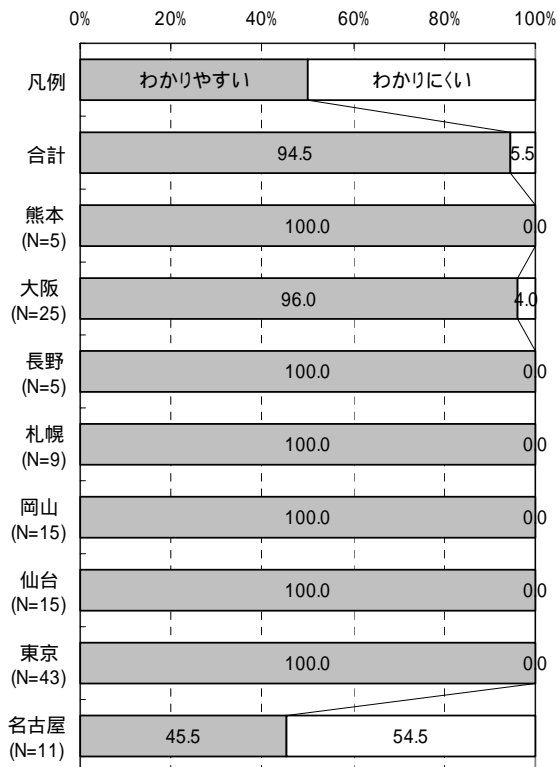 0% 20% 40% 60% 80% 100%
凡例 わかりやすい わかりにくい
合計 94.5 5.5
熊本
(N=5) 100.0 0.0
大阪
(N=25) 96.0 4.0
長野
(N=5) 100.0 0.0
札幌
(N=9) 100.0 0.0
岡山
(N=15) 100.0 0.0
仙台
(N=15) 100.0 0.0
東京
(N=43) 100.0 0.0
名古屋
(N=11) 45.5 54.5